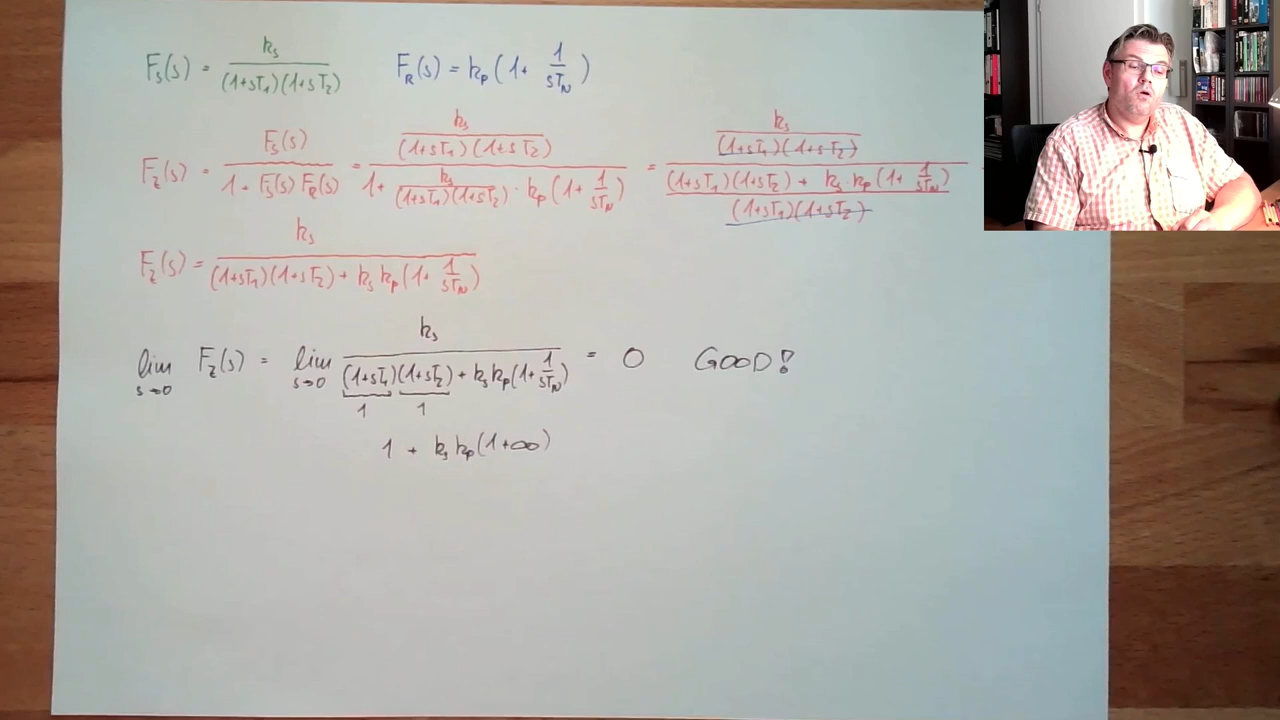 F_S(s) = k_s / ((1+sT_1)(1+sT_2))    F_R(s) = k_p(1 + 1/(sT_N))
F_z(s) = F_S(s) / (1 + F_S(s) F_R(s)) = (k_s / ((1+sT_1)(1+sT_2))) / (1 + k_s / ((1+sT_1)(1+sT_2)) · k_p(1 + 1/(sT_N))) = (k_s / ((1+sT_1)(1+sT_2))) / (((1+sT_1)(1+sT_2) + k_s · k_p(1 + 1/(sT_N))) / ((1+sT_1)(1+sT_2)))
F_z(s) = k_s / ((1+sT_1)(1+sT_2) + k_s k_p(1 + 1/(sT_N)))
lim s→0 F_z(s) = lim s→0 k_s / ((1+sT_1)(1+sT_2) + k_s k_p(1 + 1/(sT_N))) = 0    GOOD!
1    1
1 + k_s k_p(1+∞)